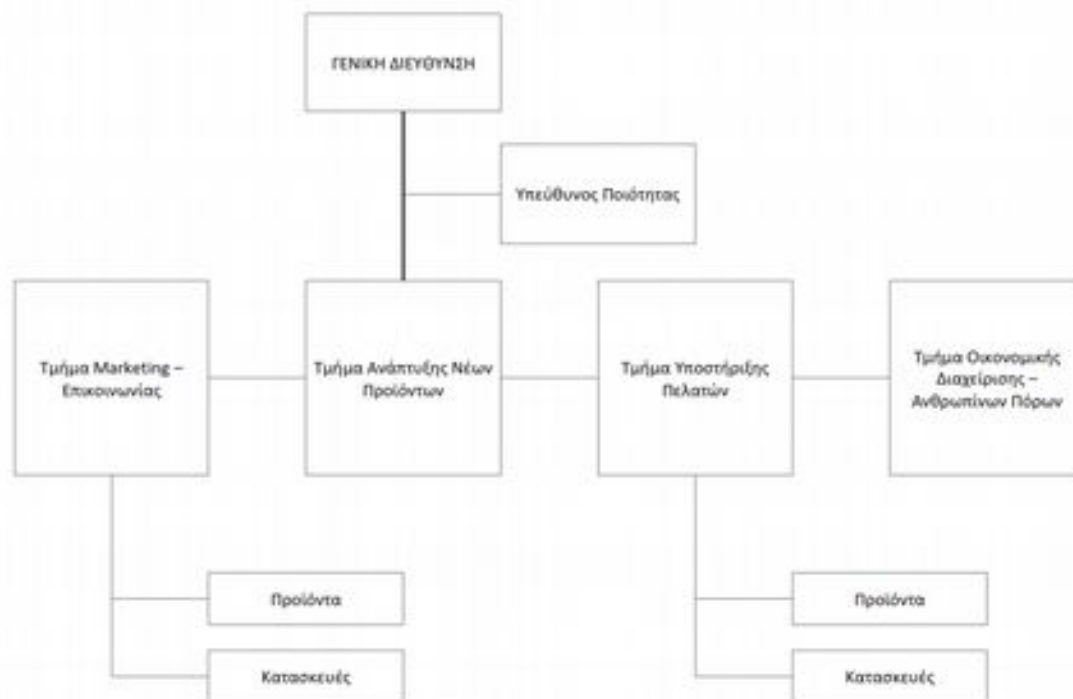 ΓΕΝΙΚΗ ΔΙΕΥΘΥΝΣΗ
Υπεύθυνος Ποιότητας
Τμήμα Marketing –
Επικοινωνίας
Τμήμα Ανάπτυξης Νέων
Προϊόντων
Τμήμα Υποστήριξης
Πελατών
Τμήμα Οικονομικής
Διαχείρισης –
Ανθρωπίνων Πόρων
Προϊόντα
Κατασκευές
Προϊόντα
Κατασκευές